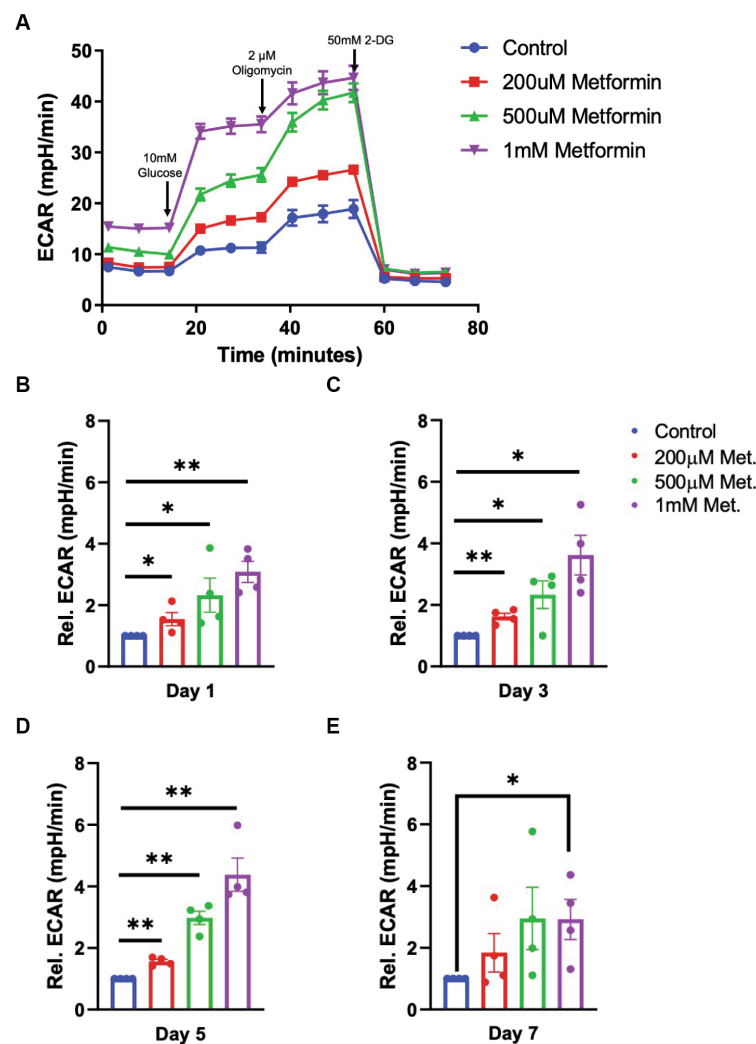 A
50
40
30
20
10
0
ECAR (mpH/min)
10mM
Glucose
2 μM
Oligomycin
50mM 2-DG
0 20 40 60 80
Time (minutes)
Control
200uM Metformin
500uM Metformin
1mM Metformin
B
8
6
4
2
0
Rel. ECAR (mpH/min)
**
*
*
Day 1
C
8
6
4
2
0
Rel. ECAR (mpH/min)
*
*
**
Day 3
Control
200μM Met.
500μM Met.
1mM Met.
D
8
6
4
2
0
Rel. ECAR (mpH/min)
**
**
**
Day 5
E
8
6
4
2
0
Rel. ECAR (mpH/min)
*
Day 7